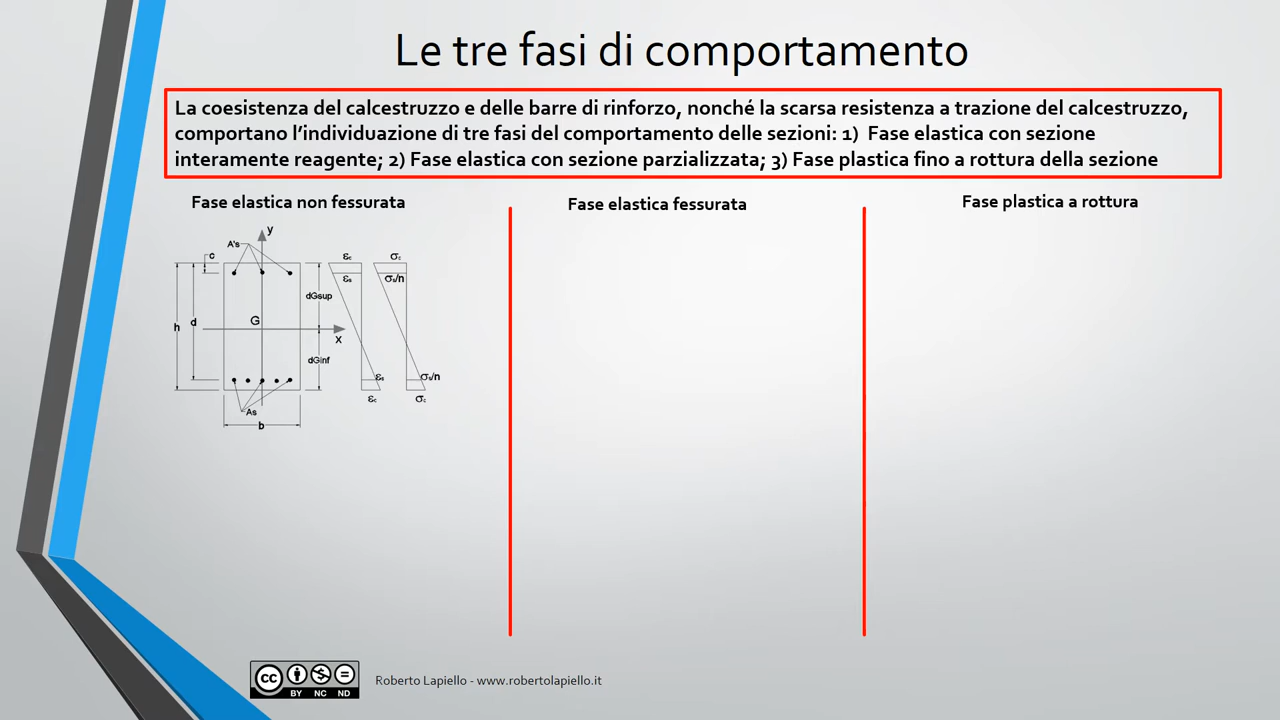 Le tre fasi di comportamento
La coesistenza del calcestruzzo e delle barre di rinforzo, nonché la scarsa resistenza a trazione del calcestruzzo,
comportano l'individuazione di tre fasi del comportamento delle sezioni: 1) Fase elastica con sezione
interamente reagente; 2) Fase elastica con sezione parzializzata; 3) Fase plastica fino a rottura della sezione
Fase elastica non fessurata
Fase elastica fessurata
Fase plastica a rottura
y
A's
c
εc
σc
εs
σs/n
dGsup
h
d
G
x
dGinf
εs
σs/n
εc
σc
As
b
cc
BY NC ND
Roberto Lapiello - www.robertolapiello.it